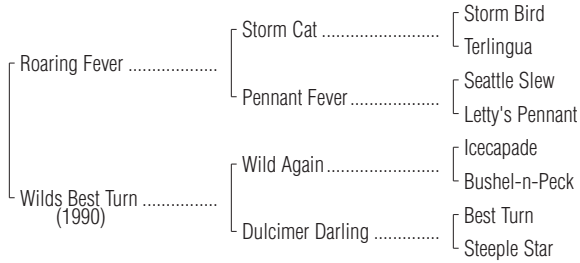 Storm Bird
Storm Cat ........................
Terlingua
Roaring Fever ..................
Seattle Slew
Pennant Fever ..................
Letty's Pennant
Icecapade
Wild Again .......................
Bushel-n-Peck
Wilds Best Turn ...............
(1990)
Best Turn
Dulcimer Darling .............
Steeple Star